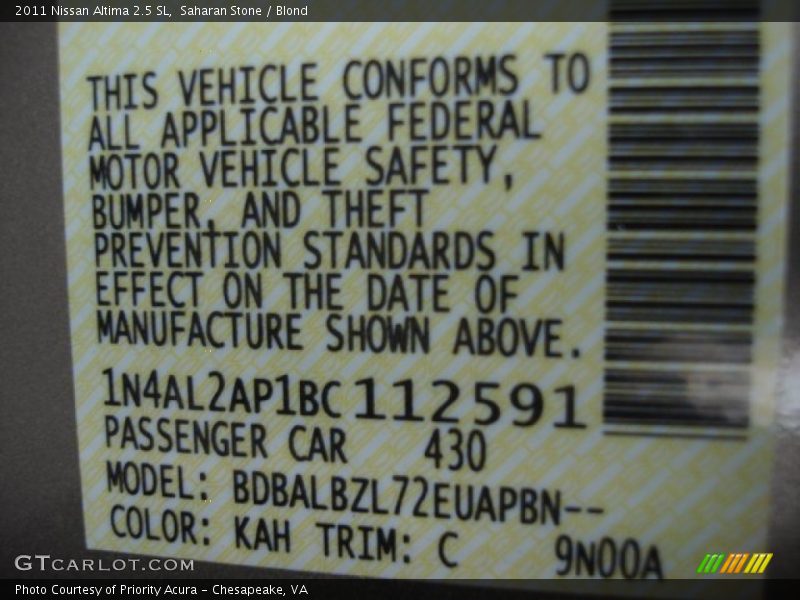 2011 Nissan Altima 2.5 SL,  Saharan Stone / Blond
THIS VEHICLE CONFORMS TO
ALL APPLICABLE FEDERAL
MOTOR VEHICLE SAFETY,
BUMPER, AND THEFT
PREVENTION STANDARDS IN
EFFECT ON THE DATE OF
MANUFACTURE SHOWN ABOVE.
1N4AL2AP1BC112591
PASSENGER CAR 430
MODEL: BDBALBZL72EUAPBN--
COLOR: KAH TRIM: C 9N00A
GTCARLOT.COM
Photo Courtesy of Priority Acura – Chesapeake, VA